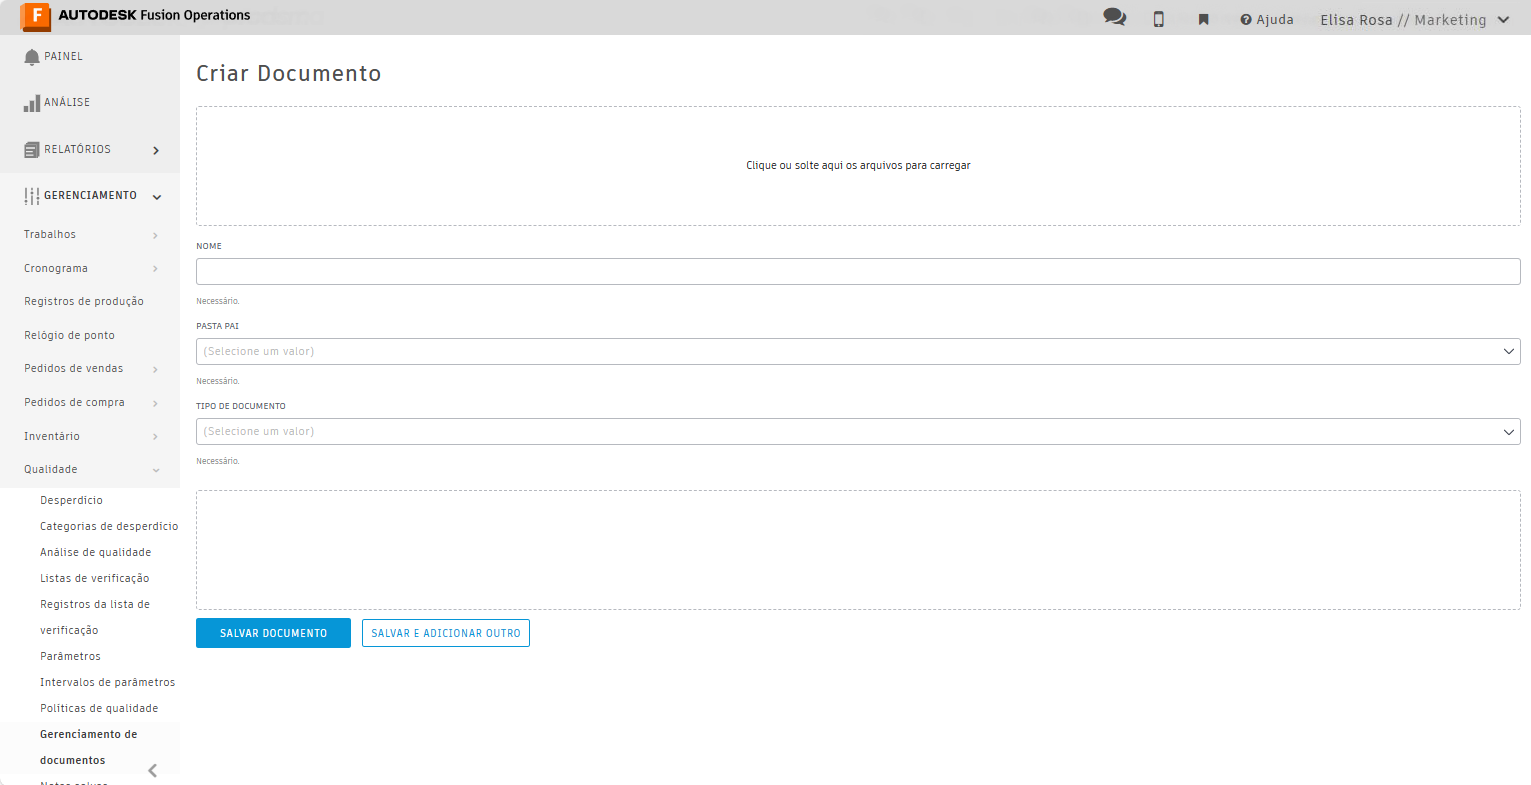 F AUTODESK Fusion Operations
Ajuda
Elisa Rosa // Marketing
PAINEL
ANÁLISE
RELATÓRIOS
GERENCIAMENTO
Trabalhos
Cronograma
Registros de produção
Relógio de ponto
Pedidos de vendas
Pedidos de compra
Inventário
Qualidade
Desperdício
Categorias de desperdício
Análise de qualidade
Listas de verificação
Registros da lista de
verificação
Parâmetros
Intervalos de parâmetros
Políticas de qualidade
Gerenciamento de
documentos
Criar Documento
Clique ou solte aqui os arquivos para carregar
NOME
Necessário.
PASTA PAI
(Selecione um valor)
Necessário.
TIPO DE DOCUMENTO
(Selecione um valor)
Necessário.
SALVAR DOCUMENTO
SALVAR E ADICIONAR OUTRO